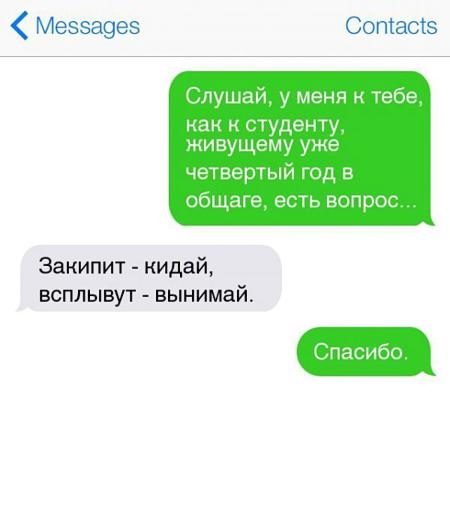 Messages Contacts
Слушай, у меня к тебе,
как к студенту,
живущему уже
четвертый год в
общаге, есть вопрос...
Закипит - кидай,
всплывут - вынимай.
Спасибо.